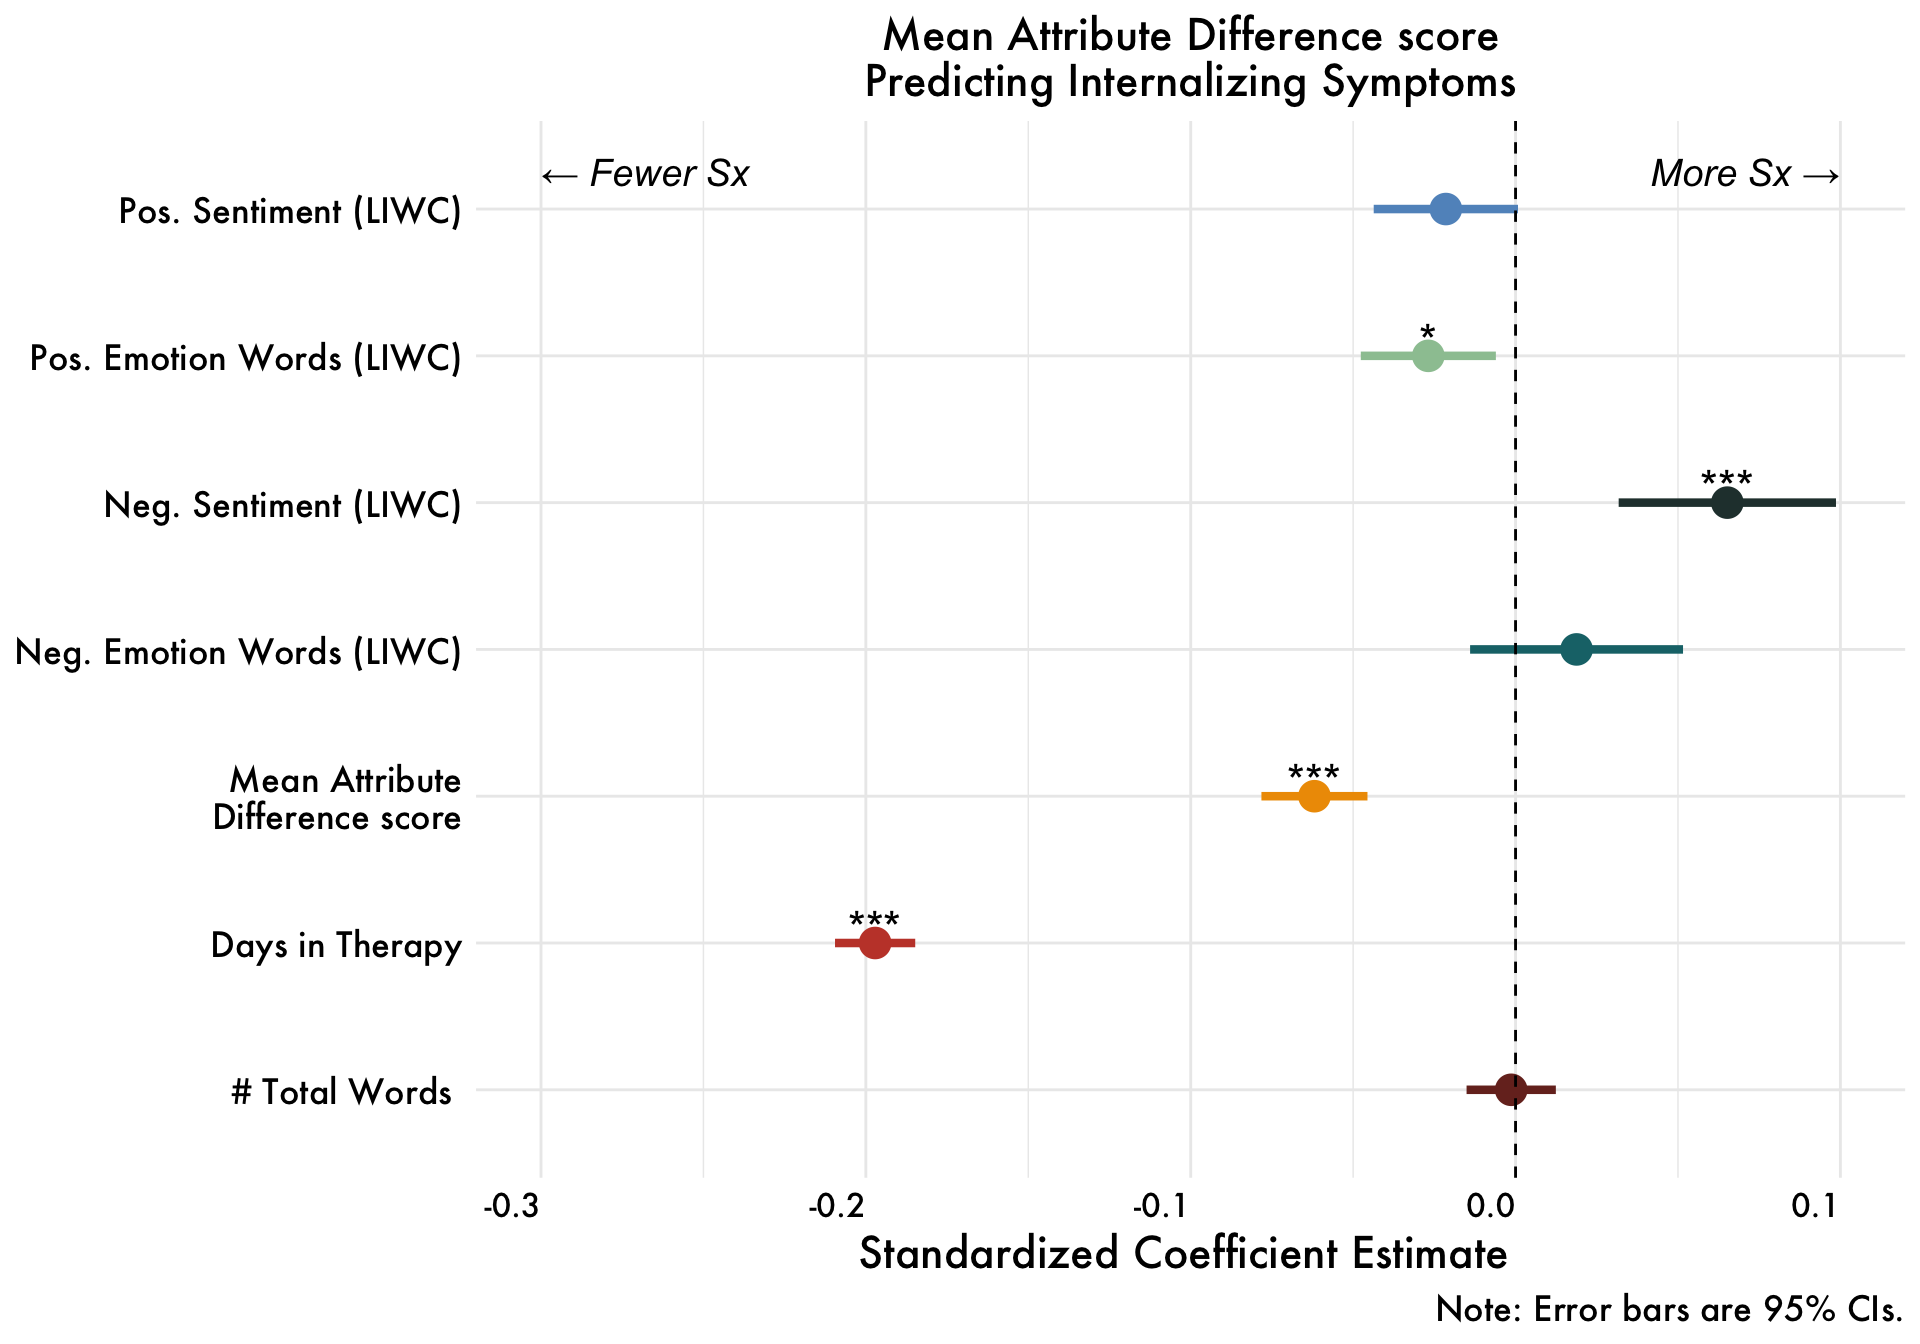 Mean Attribute Difference score
Predicting Internalizing Symptoms
← Fewer Sx
More Sx →
Pos. Sentiment (LIWC)
*
Pos. Emotion Words (LIWC)
***
Neg. Sentiment (LIWC)
Neg. Emotion Words (LIWC)
***
Mean Attribute
Difference score
***
Days in Therapy
# Total Words
-0.3 -0.2 -0.1 0.0 0.1
Standardized Coefficient Estimate
Note: Error bars are 95% CIs.